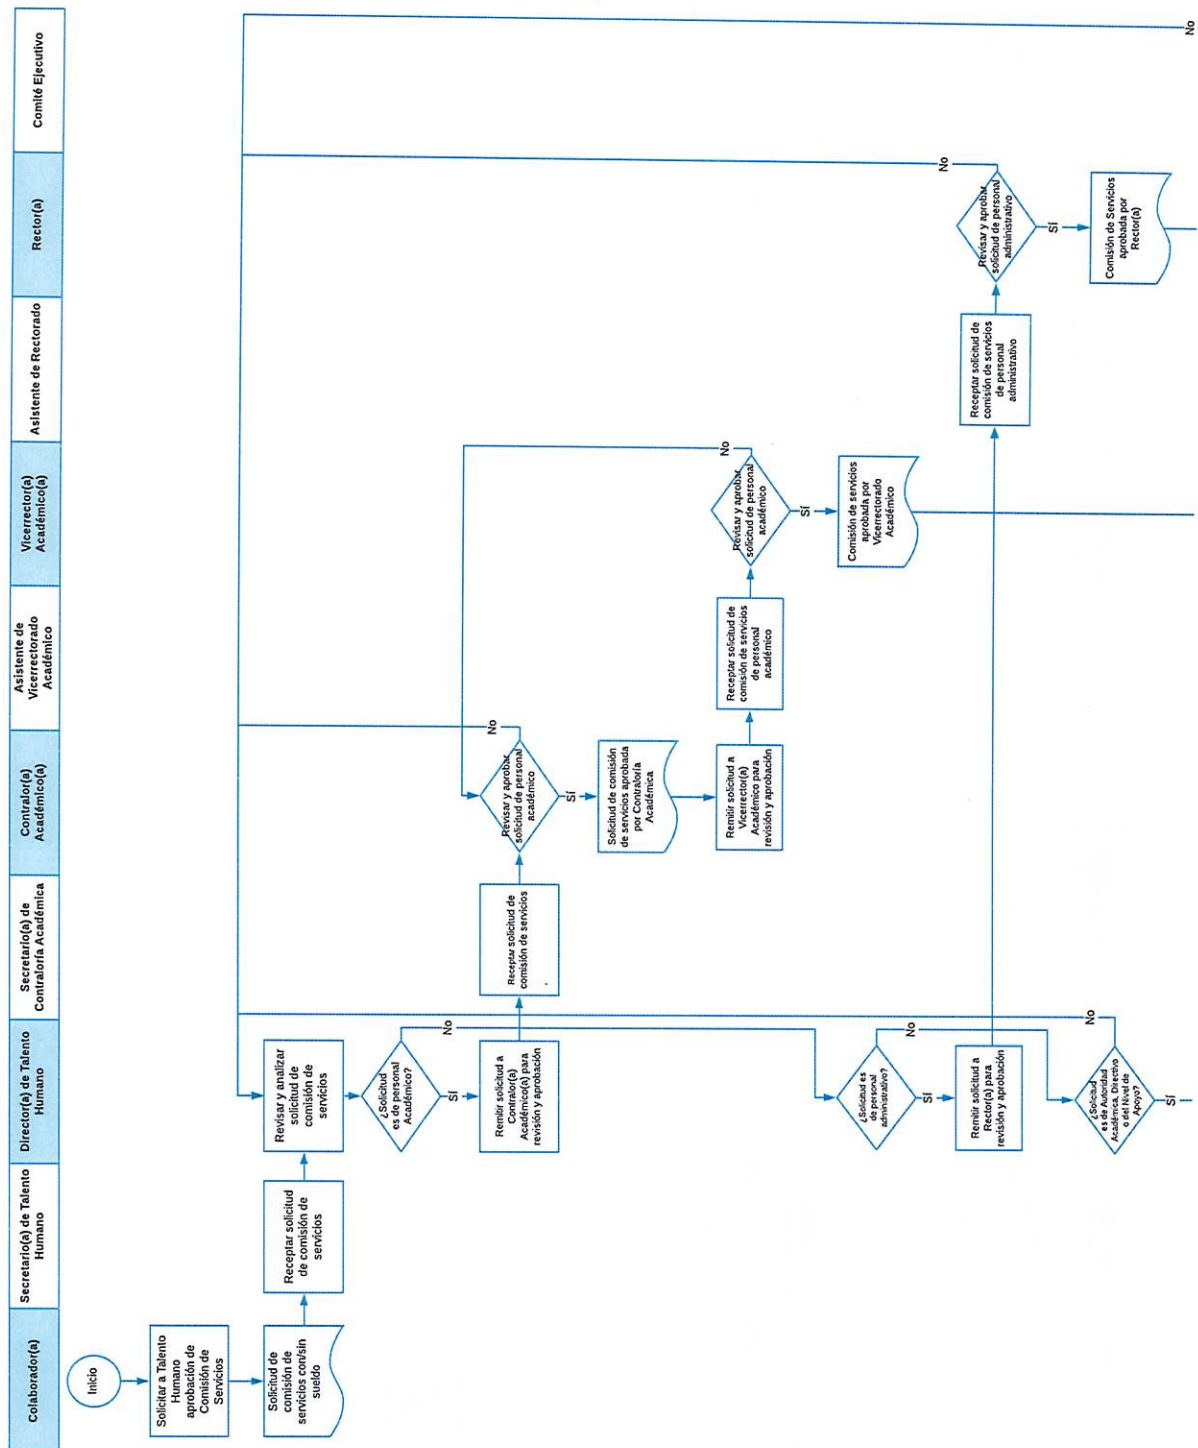 Colaborador(a)
Secretario(a) de Talento
Humano
Director(a) de Talento
Humano
Secretario(a) de
Contraloría Académica
Contralor(a)
Académico(a)
Asistente de
Vicerrectorado
Académico
Vicerrector(a)
Académico(a)
Asistente de Rectorado
Rector(a)
Comité Ejecutivo
Inicio
Solicitar a Talento
Humano
aprobación de
Comisión de
Servicios
Solicitud de
comisión de
servicios con/sin
sueldo
Receptar solicitud
de comisión de
servicios
Revisar y analizar
solicitud de
comisión de
servicios
¿Solicitud
es de personal
Académico?
No
Sí
Remitir solicitud a
Contralor(a)
Académico(a) para
revisión y aprobación
Receptar solicitud de
comisión de servicios
Revisar y aprobar
solicitud de personal
académico
No
Sí
Solicitud de comisión
de servicios aprobada
por Contraloría
Académica
Remitir solicitud a
Vicerrector(a)
Académico para
revisión y aprobación
Receptar solicitud de
comisión de servicios
de personal
académico
Revisar y aprobar
solicitud de personal
académico
No
Sí
Comisión de servicios
aprobada por
Vicerrectorado
Académico
¿Solicitud es
de personal
administrativo?
No
Sí
Remitir solicitud a
Rector(a) para
revisión y aprobación
Receptar solicitud de
comisión de servicios
de personal
administrativo
Revisar y aprobar
solicitud de personal
administrativo
No
Sí
Comisión de Servicios
aprobada por
Rector(a)
¿Solicitud
es de Autoridad
Académica, Directivo
o del Nivel de
Apoyo?
No
Sí
No